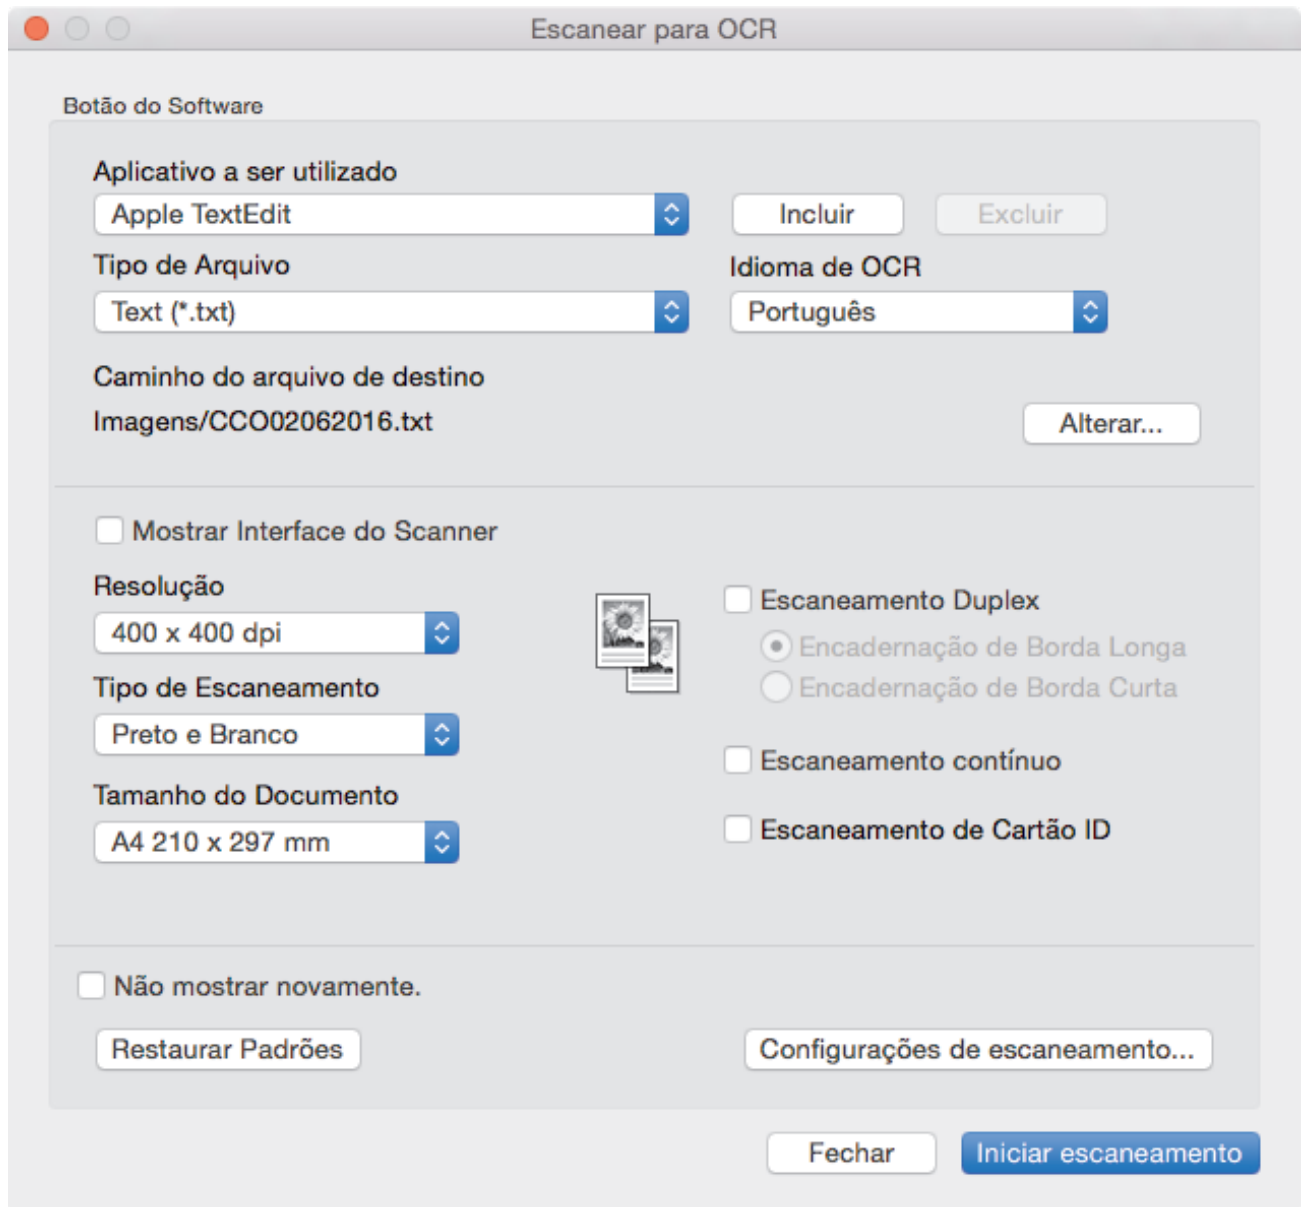 Escanear para OCR
Botão do Software
Aplicativo a ser utilizado
Apple TextEdit
Incluir
Excluir
Tipo de Arquivo
Idioma de OCR
Text (*.txt)
Português
Caminho do arquivo de destino
Imagens/CCO02062016.txt
Alterar...
Mostrar Interface do Scanner
Resolução
400 x 400 dpi
Escaneamento Duplex
Encadernação de Borda Longa
Encadernação de Borda Curta
Tipo de Escaneamento
Preto e Branco
Escaneamento contínuo
Tamanho do Documento
A4 210 x 297 mm
Escaneamento de Cartão ID
Não mostrar novamente.
Restaurar Padrões
Configurações de escaneamento...
Fechar
Iniciar escaneamento